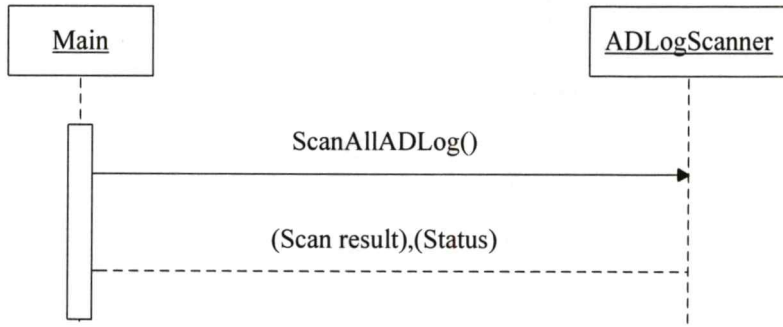 Main
ADLogScanner
ScanAllADLog()
(Scan result),(Status)